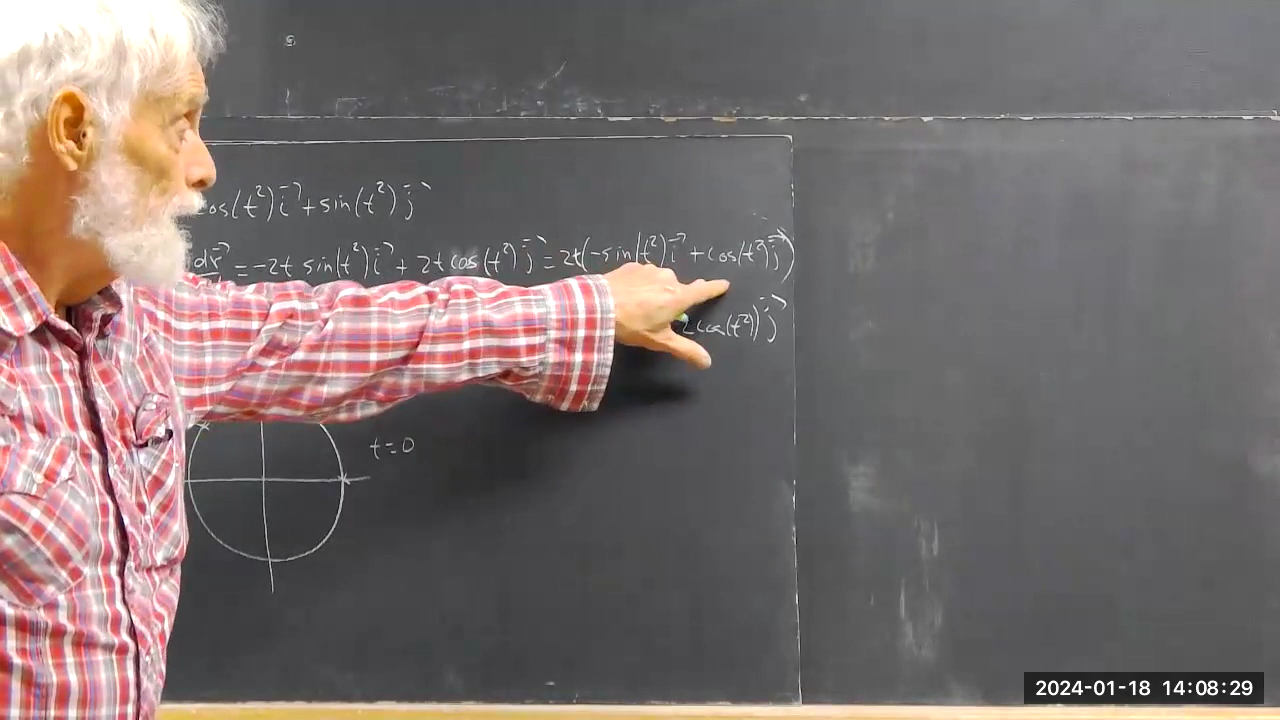 cos(t²)i⃗ + sin(t²)j⃗
dr⃗ = -2t sin(t²)i⃗ + 2t cos(t²)j⃗ = 2t(-sin(t²)i⃗ + cos(t²)j⃗)
2cos(t²))j⃗
t=0
2024-01-18 14:08:29